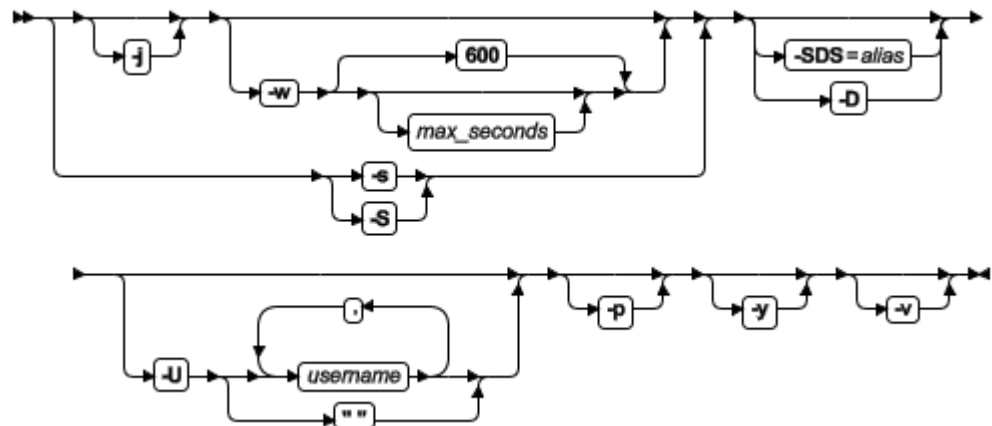 -j
600
-SDS=alias
-w
-D
max_seconds
-s
-S
,
-p
-y
-v
-U
username
" "